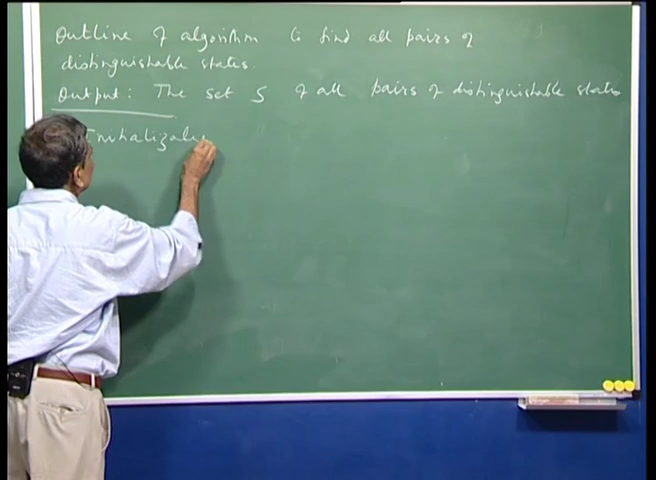 Outline of algorithm to find all pairs of
distinguishable states.
Output: The set S of all pairs of distinguishable states
Initializatio